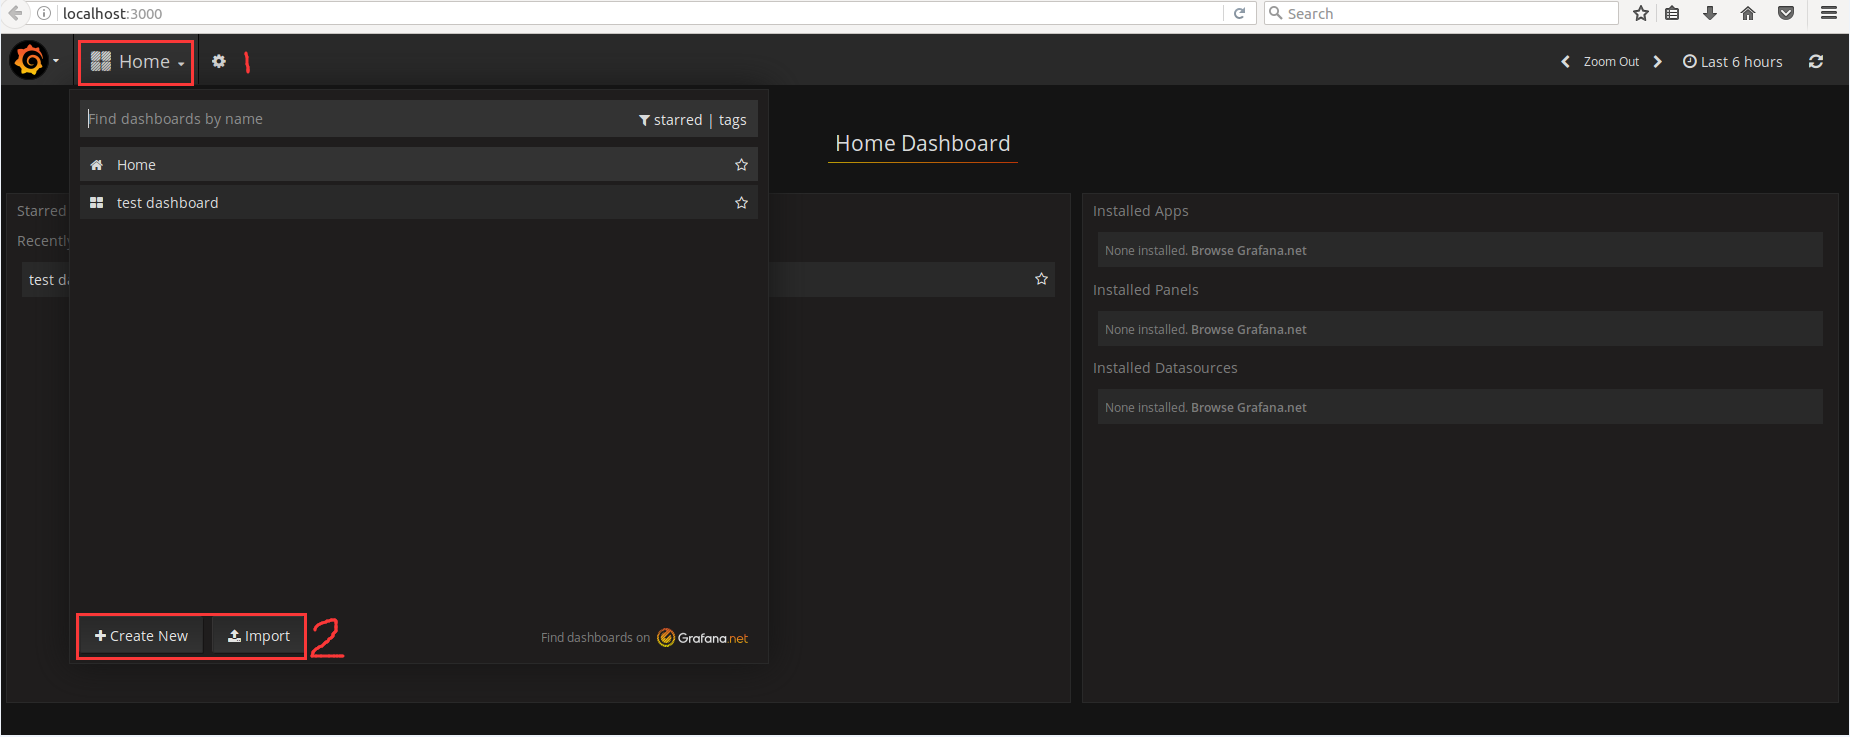 localhost:3000
Search
Home
1
Zoom Out
Last 6 hours
Find dashboards by name
starred | tags
Home Dashboard
Home
test dashboard
Starred
Recently
test da
Installed Apps
None installed. Browse Grafana.net
Installed Panels
None installed. Browse Grafana.net
Installed Datasources
None installed. Browse Grafana.net
Create New
Import
2
Find dashboards on Grafana.net